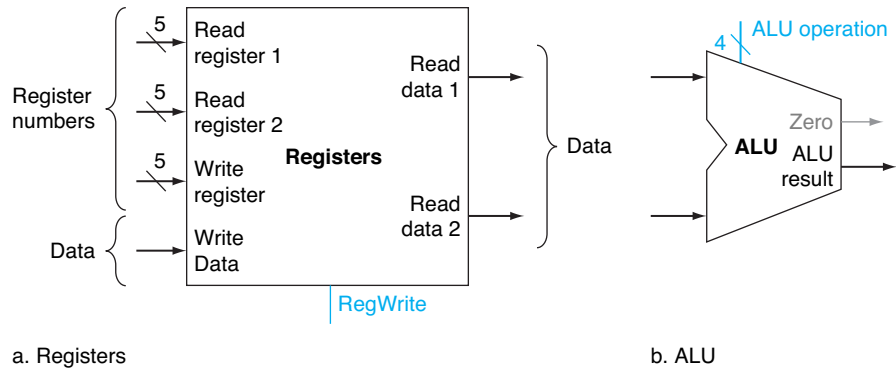 5
Read
register 1
5
Read
register 2
5
Write
register
Write
Data
Register
numbers
Data
Registers
Read
data 1
Read
data 2
Data
RegWrite
4
ALU operation
Zero
ALU
ALU
result
a. Registers
b. ALU